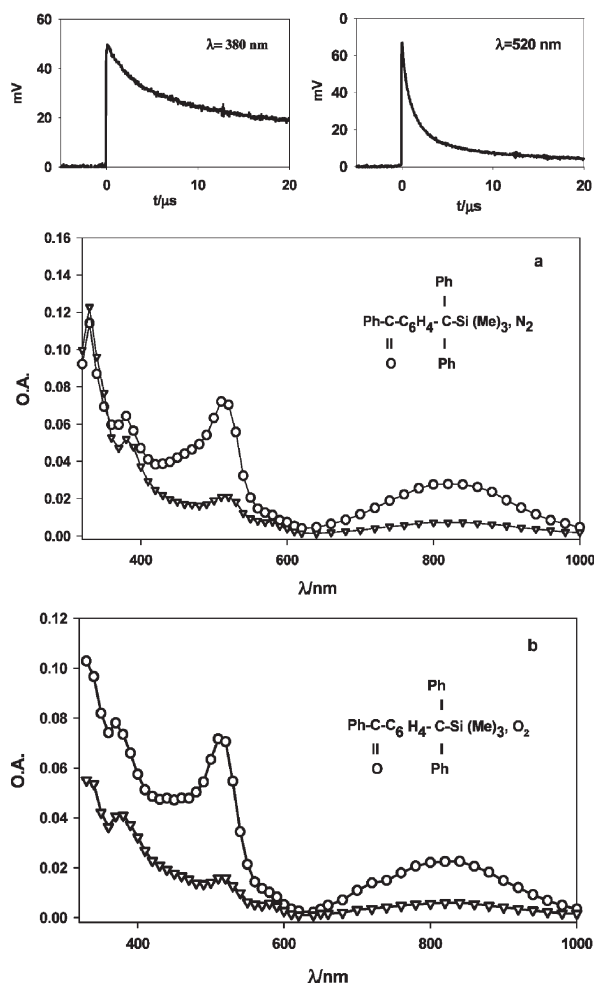 60
40
20
0
mV
λ= 380 nm
0 10 20
t/μs
0
60
40
20
0
mV
λ=520 nm
0 10 20
t/μs
0.16
0.14
0.12
0.10
0.08
0.06
0.04
0.02
0.00
O.A.
a
Ph
Ph-C-C6H4- C-Si (Me)3, N2
O Ph
400 600 800 1000
λ/nm
0.12
0.10
0.08
0.06
0.04
0.02
0.00
O.A.
b
Ph
Ph-C-C6 H4- C-Si (Me)3, O2
O Ph
400 600 800 1000
λ/nm